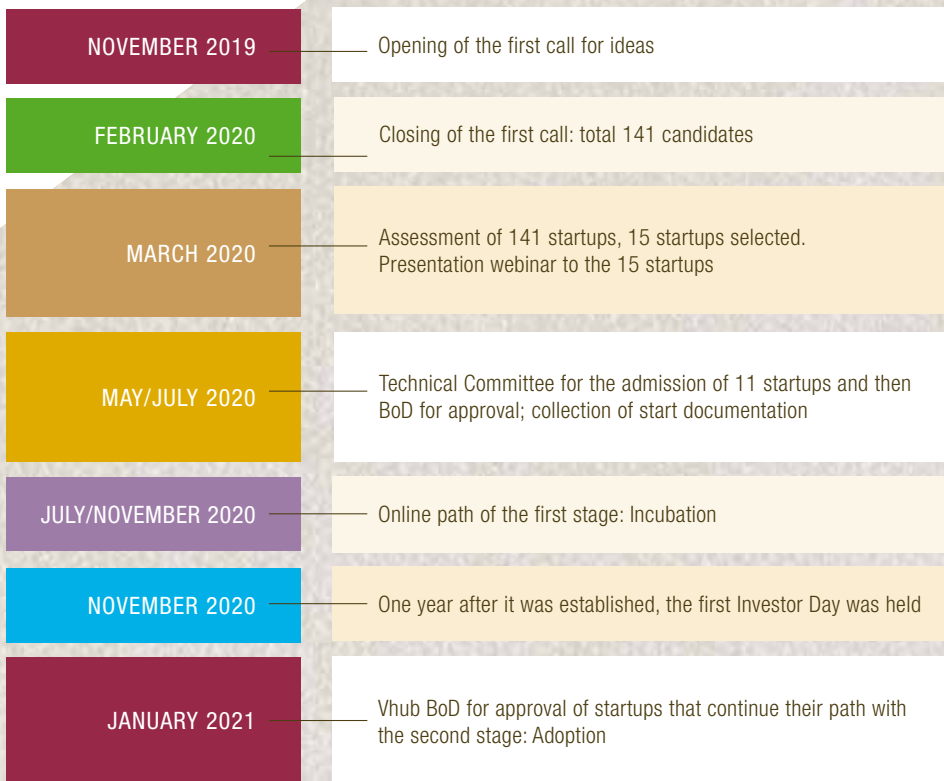 NOVEMBER 2019
Opening of the first call for ideas
FEBRUARY 2020
Closing of the first call: total 141 candidates
MARCH 2020
Assessment of 141 startups, 15 startups selected.
Presentation webinar to the 15 startups
MAY/JULY 2020
Technical Committee for the admission of 11 startups and then
BoD for approval; collection of start documentation
JULY/NOVEMBER 2020
Online path of the first stage: Incubation
NOVEMBER 2020
One year after it was established, the first Investor Day was held
JANUARY 2021
Vhub BoD for approval of startups that continue their path with
the second stage: Adoption